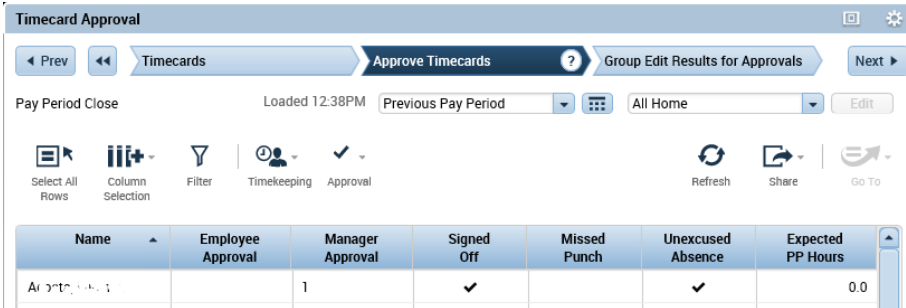 Timecard Approval
Prev Timecards Approve Timecards ? Group Edit Results for Approvals Next
Pay Period Close Loaded 12:38PM Previous Pay Period All Home Edit
Select All Rows Column Selection Filter Timekeeping Approval Refresh Share Go To
Name Employee Approval Manager Approval Signed Off Missed Punch Unexcused Absence Expected PP Hours
1 0.0